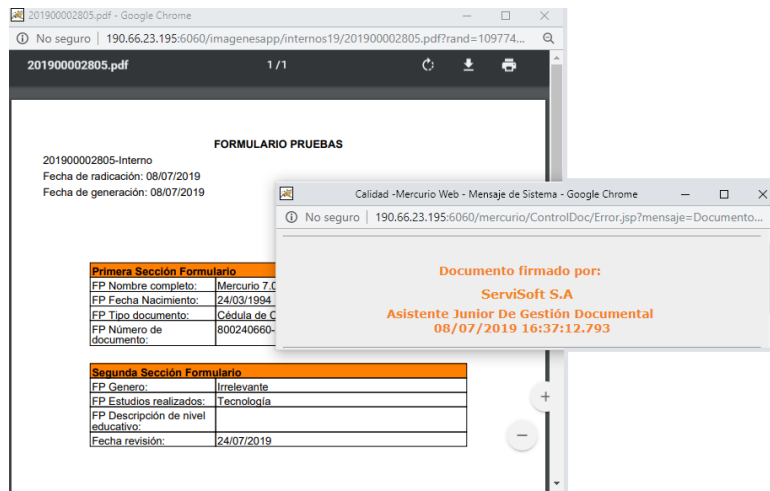 201900002805.pdf - Google Chrome
No seguro | 190.66.23.195:6060/imagenesapp/internos19/201900002805.pdf?rand=109774...
201900002805.pdf
1 / 1
FORMULARIO PRUEBAS
201900002805-Interno
Fecha de radicación: 08/07/2019
Fecha de generación: 08/07/2019
Calidad -Mercurio Web - Mensaje de Sistema - Google Chrome
No seguro | 190.66.23.195:6060/mercurio/ControlDoc/Error.jsp?mensaje=Documento...
Documento firmado por:
ServiSoft S.A
Asistente Junior De Gestión Documental
08/07/2019 16:37:12.793
Primera Sección Formulario
FP Nombre completo: Mercurio 7.
FP Fecha Nacimiento: 24/03/1994
FP Tipo documento: Cédula de
FP Número de documento: 800240660-
Segunda Sección Formulario
FP Genero: Irrelevante
FP Estudios realizados: Tecnología
FP Descripción de nivel educativo:
Fecha revisión: 24/07/2019